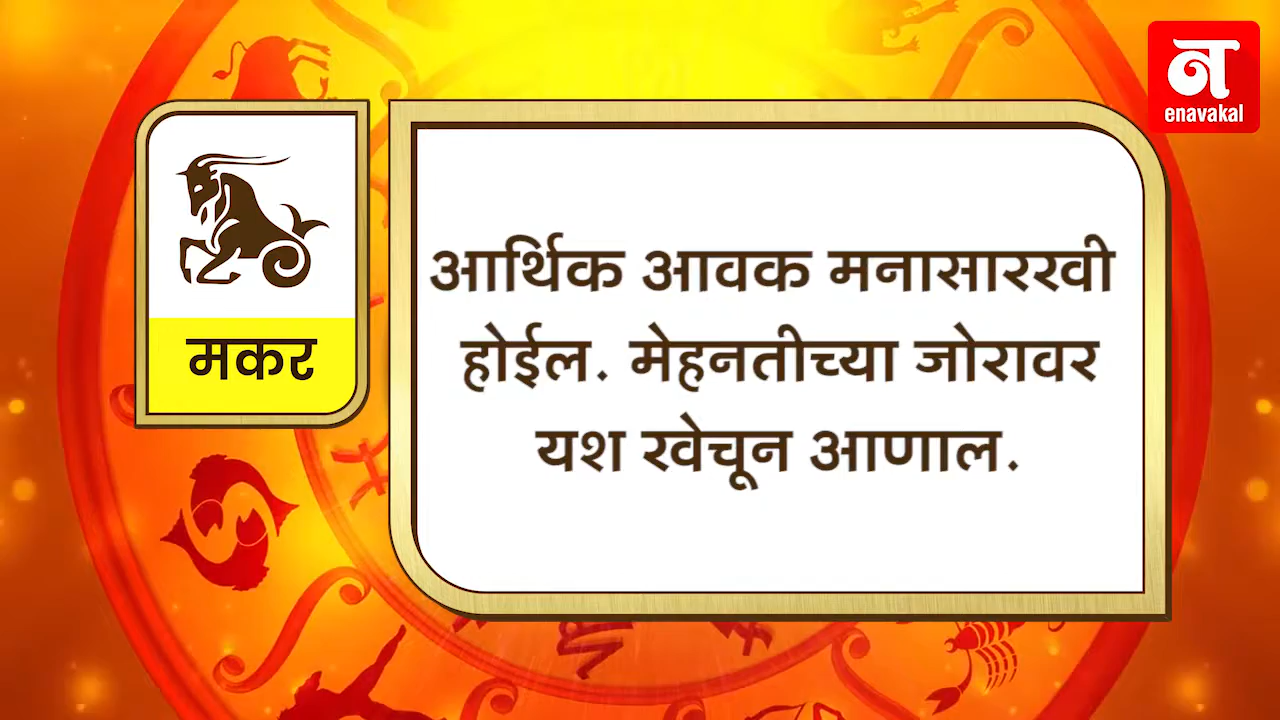 न
enavakal
मकर
आर्थिक आवक मनासारखी
होईल. मेहनतीच्या जोरावर
यश खेचून आणाल.